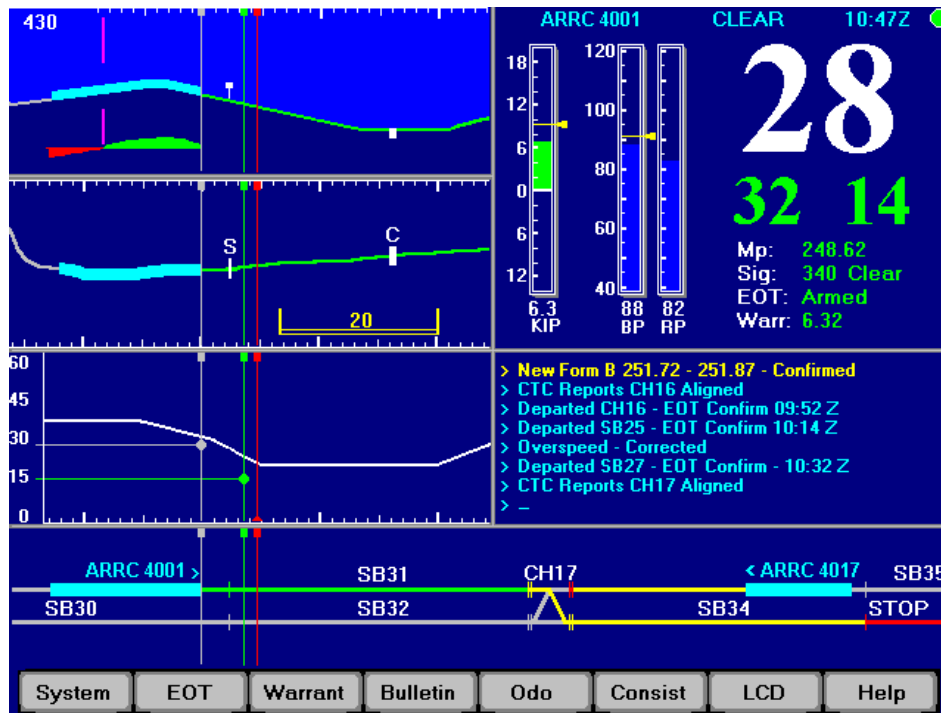 430
ARRC 4001 CLEAR 10:47Z
28
32 14
18
12
6
0
6
12
6.3
KIP
120
100
80
60
40
88 82
BP RP
Mp: 248.62
Sig: 340 Clear
EOT: Armed
Warr: 6.32
S
C
20
60
45
30
15
0
> New Form B 251.72 - 251.87 - Confirmed
> CTC Reports CH16 Aligned
> Departed CH16 - EOT Confirm 09:52 Z
> Departed SB25 - EOT Confirm 10:14 Z
> Overspeed - Corrected
> Departed SB27 - EOT Confirm - 10:32 Z
> CTC Reports CH17 Aligned
> _
ARRC 4001 > SB31 CH17 < ARRC 4017 SB35
SB30 SB32 SB34 STOP
System EOT Warrant Bulletin Odo Consist LCD Help